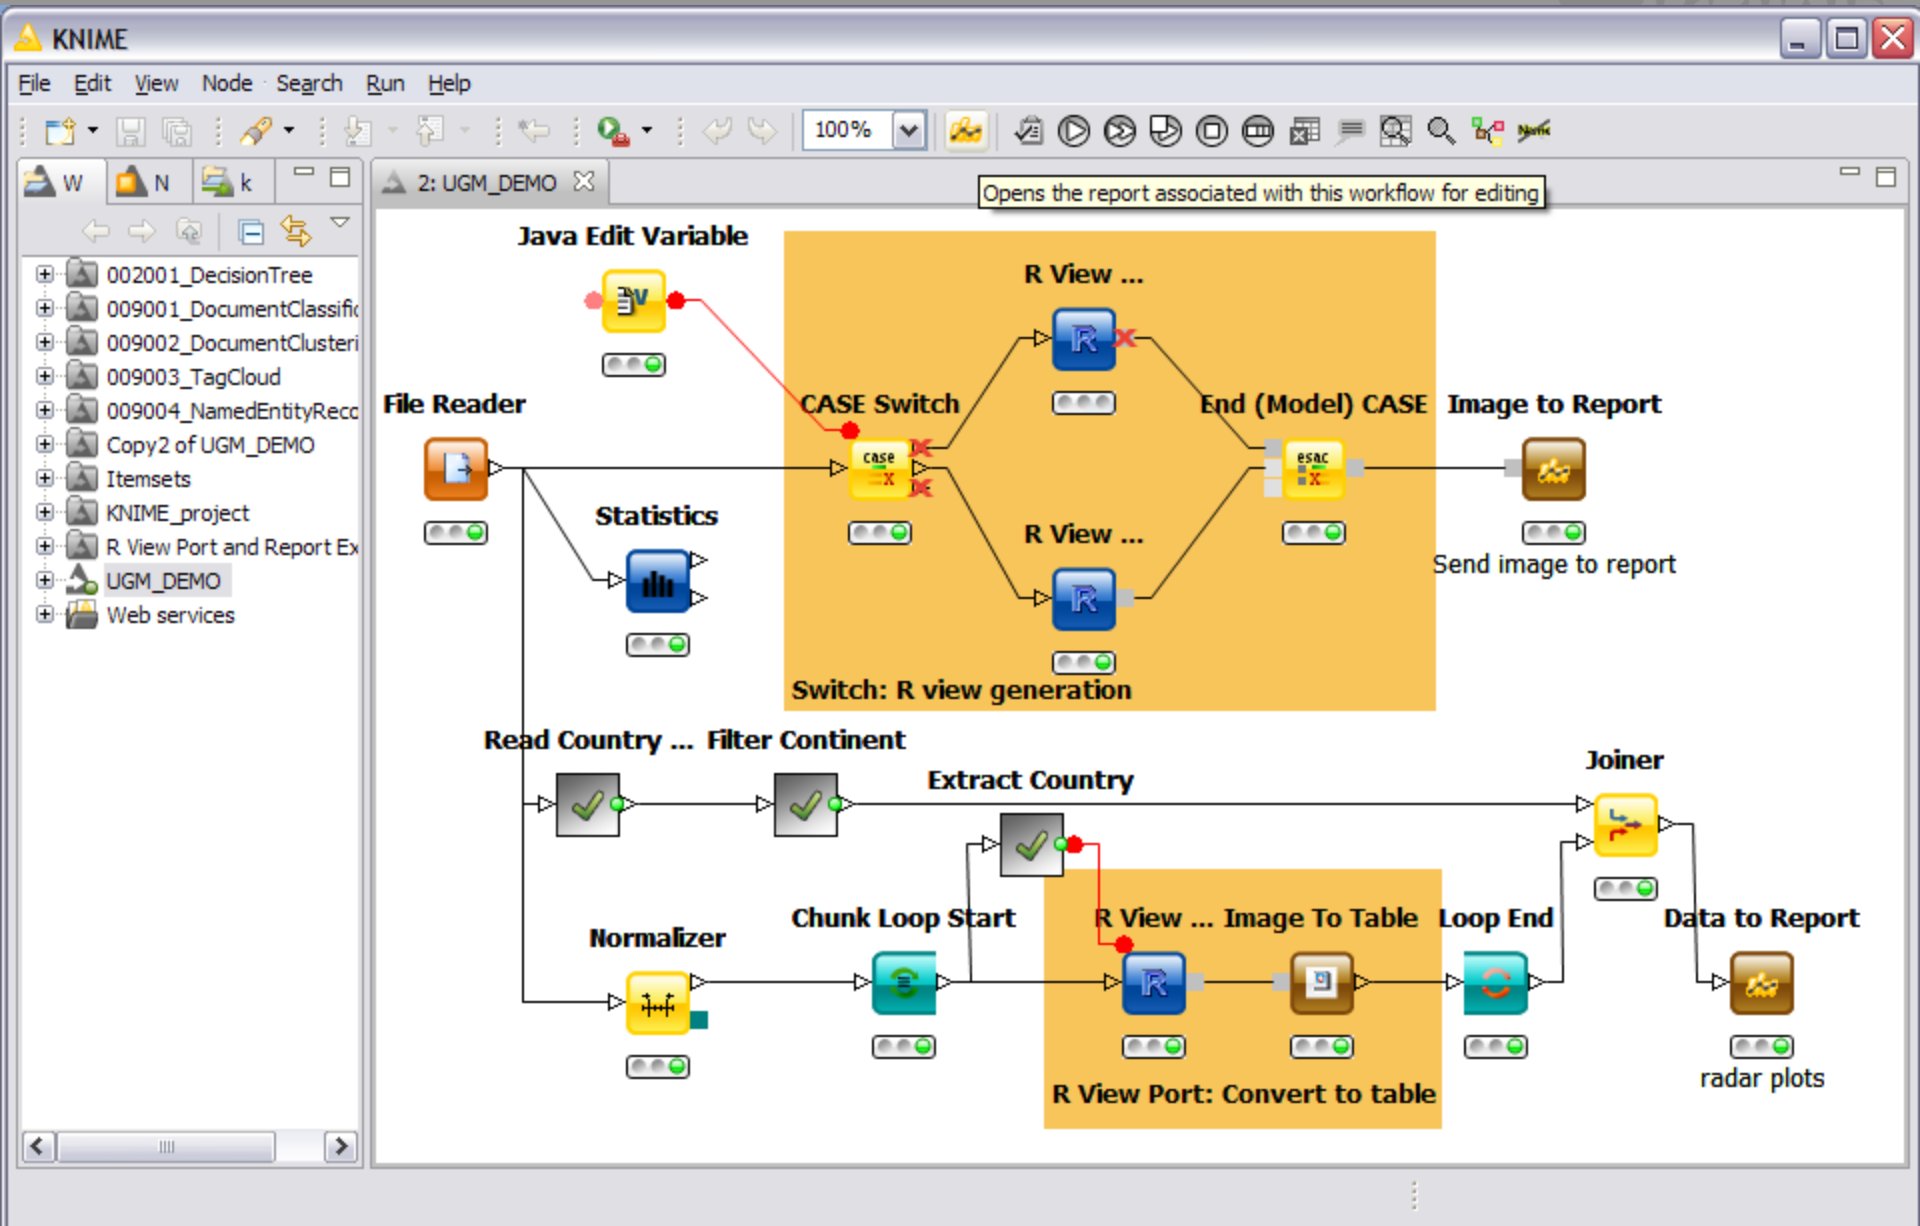 KNIME
File Edit View Node Search Run Help
100%
W N k
2: UGM_DEMO
Opens the report associated with this workflow for editing
002001_DecisionTree
009001_DocumentClassific
009002_DocumentClusteri
009003_TagCloud
009004_NamedEntityReco
Copy2 of UGM_DEMO
Itemsets
KNIME_project
R View Port and Report Ex
UGM_DEMO
Web services
Java Edit Variable
V
R View ...
R
File Reader
CASE Switch
End (Model) CASE
Image to Report
case
esac
Statistics
R View ...
R
Send image to report
Switch: R view generation
Read Country ...
Filter Continent
Extract Country
Joiner
Normalizer
Chunk Loop Start
R View ...
Image To Table
Loop End
Data to Report
R
R View Port: Convert to table
radar plots